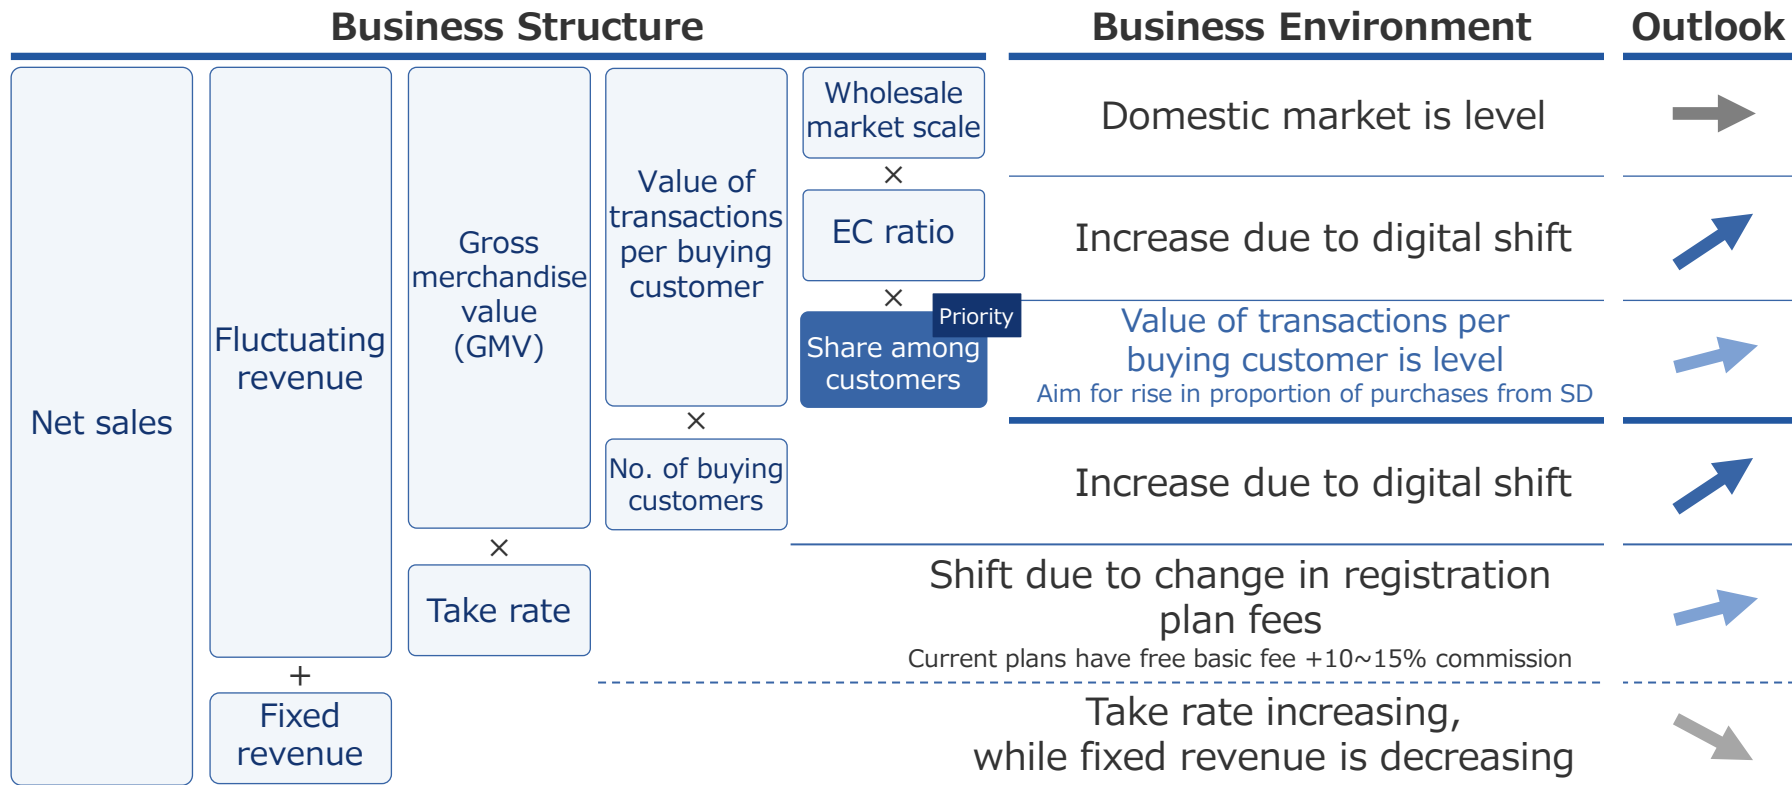 Business Structure
Business Environment
Outlook
Net sales
Fluctuating
revenue
+
Fixed
revenue
Gross
merchandise
value
(GMV)
×
Take rate
Value of
transactions
per buying
customer
×
No. of buying
customers
Wholesale
market scale
×
EC ratio
×
Priority
Share among
customers
Domestic market is level
Increase due to digital shift
Value of transactions per
buying customer is level
Aim for rise in proportion of purchases from SD
Increase due to digital shift
Shift due to change in registration
plan fees
Current plans have free basic fee +10~15% commission
Take rate increasing,
while fixed revenue is decreasing